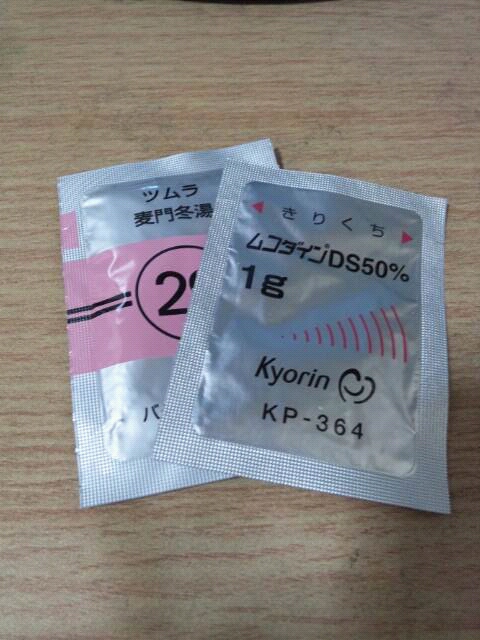 ツムラ
麦門冬湯
きりくち
ムコダインDS50%
1g
Kyorin
KP-364